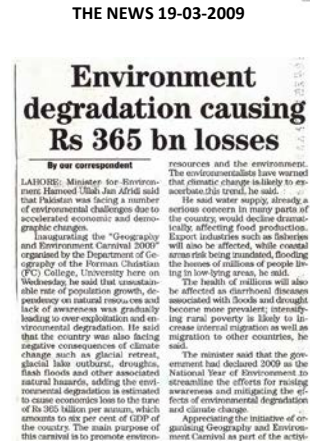 THE NEWS 19-03-2009
Environment
degradation causing
Rs 365 bn losses
By our correspondent
LAHORE: Minister for Environ-
ment Hameed Ullah Jan Afridi said
that Pakistan was facing a number
of environmental challenges due to
accelerated economic and demo-
graphic changes.
Inaugurating the "Geography
and Environment Carnival 2009"
organised by the Department of Ge-
ography of the Forman Christian
(FC) College, University here on
Wednesday, he said that unsustain-
able rate of population growth, de-
pendency on natural resources and
lack of awareness was gradually
leading to over exploitation and en-
vironmental degradation. He said
that the country was also facing
negative consequences of climate
change such as glacial retreat,
glacial lake outburst, droughts,
flash floods and other associated
natural hazards, adding the envi-
ronmental degradation is estimated
to cause economics loss to the tune
of Rs 365 billion per annum, which
amounts to six per cent of GDP of
the country. The main purpose of
this carnival is to promote environ-
resources and the environment.
The environmentalists have warned
that climatic change is likely to ex-
acerbate this trend, he said.
He said water supply, already a
serious concern in many parts of
the country, would decline dramat-
ically, affecting food production.
Export industries such as fisheries
will also be affected, while coastal
areas risk being inundated, flooding
the homes of millions of people liv-
ing in low-lying areas, he said.
The health of millions will also
be affected as diarrhoeal diseases
associated with floods and drought
become more prevalent; intensify-
ing rural poverty is likely to in-
crease internal migration as well as
migration to other countries, he
said.
The minister said that the gov-
ernment had declared 2009 as the
National Year of Environment to
streamline the efforts for raising
awareness and mitigating the ef-
fects of environmental degradation
and climate change.
Appreciating the initiative of or-
ganising Geography and Environ-
ment Carnival as part of the activi-